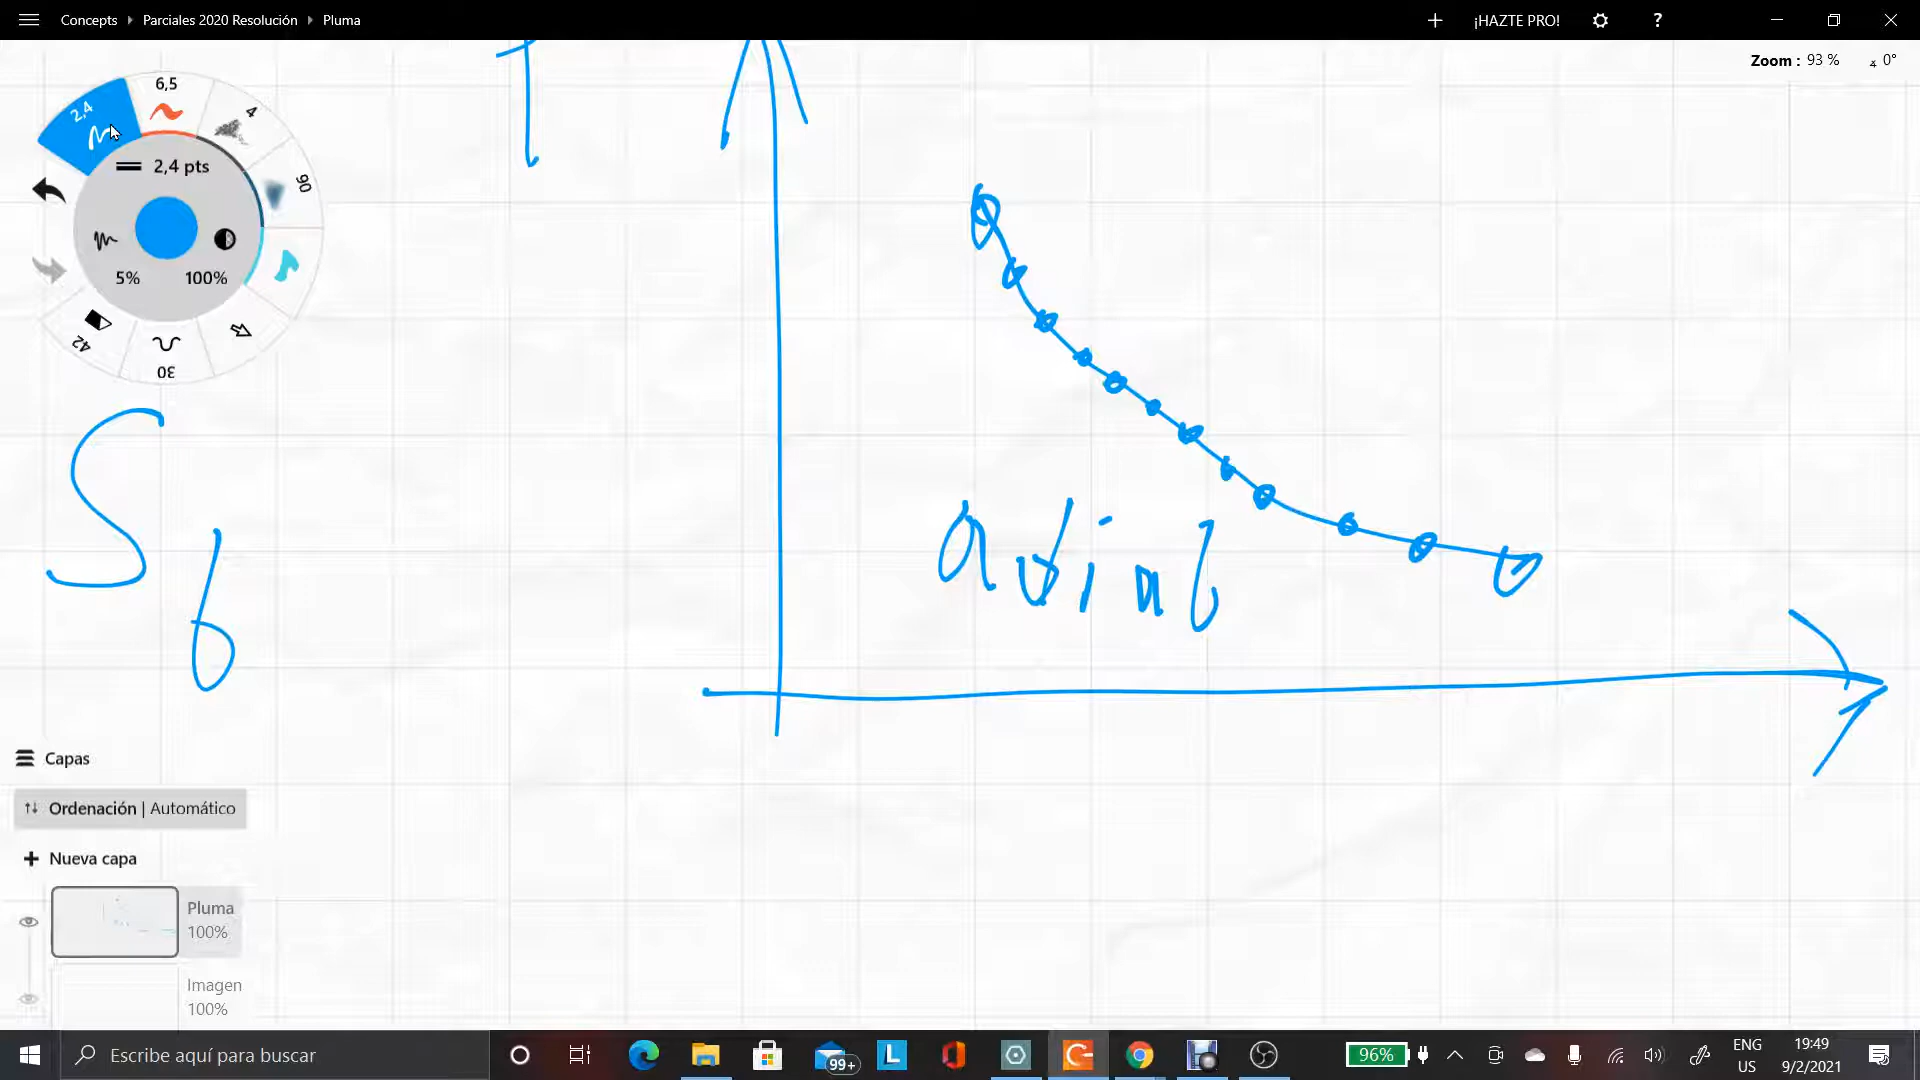 Concepts ▸ Parciales 2020 Resolución ▸ Pluma
¡HAZTE PRO!
?
Zoom : 93 % 0°
2,4
6,5
4
90
2,4 pts
5% 100%
42
30
S
Capas
Ordenación | Automático
Nueva capa
Pluma
100%
Imagen
100%
Escribe aquí para buscar
99+
L
96%
ENG
US
19:49
9/2/2021